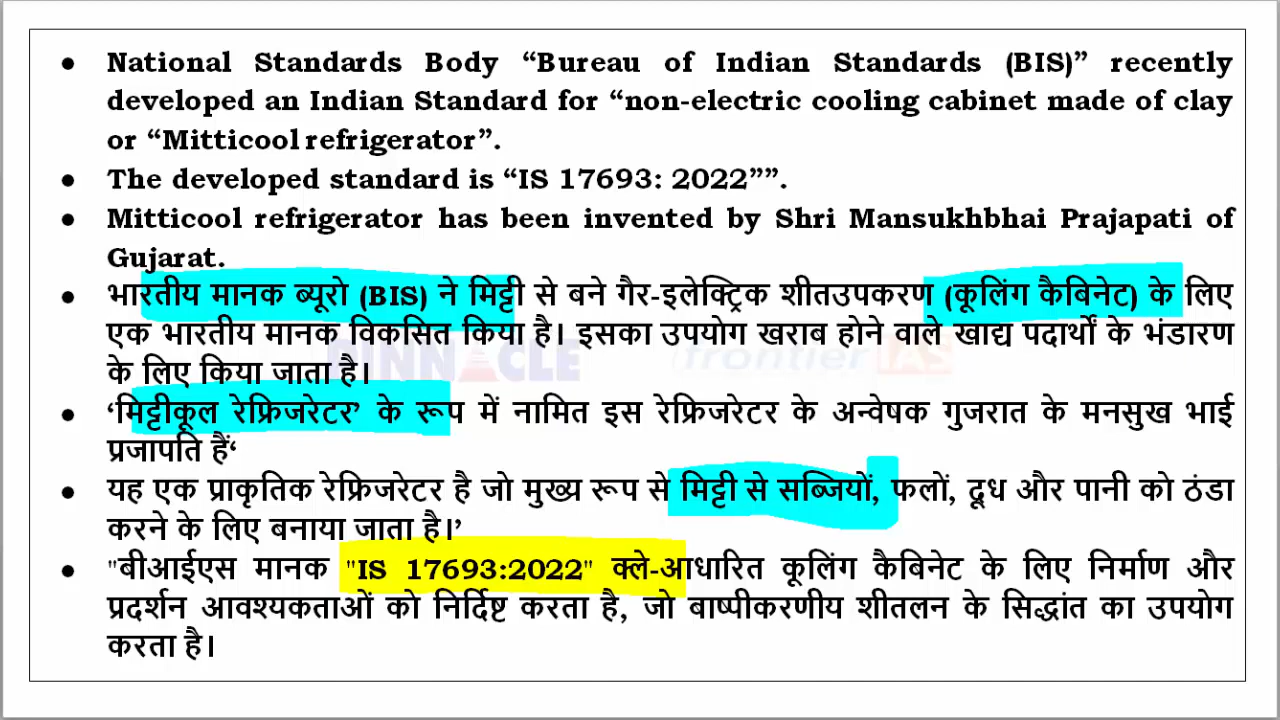 ● National Standards Body “Bureau of Indian Standards (BIS)” recently
developed an Indian Standard for “non-electric cooling cabinet made of clay
or “Mitticool refrigerator”.
● The developed standard is “IS 17693: 2022””.
● Mitticool refrigerator has been invented by Shri Mansukhbhai Prajapati of
Gujarat.
● भारतीय मानक ब्यूरो (BIS) ने मिट्टी से बने गैर-इलेक्ट्रिक शीतउपकरण (कूलिंग कैबिनेट) के लिए
एक भारतीय मानक विकसित किया है। इसका उपयोग खराब होने वाले खाद्य पदार्थों के भंडारण
PINNACLE frontier IAS
के लिए किया जाता है।
● ‘मिट्टीकूल रेफ्रिजरेटर’ के रूप में नामित इस रेफ्रिजरेटर के अन्वेषक गुजरात के मनसुख भाई
प्रजापति हैं‘
● यह एक प्राकृतिक रेफ्रिजरेटर है जो मुख्य रूप से मिट्टी से सब्जियों, फलों, दूध और पानी को ठंडा
करने के लिए बनाया जाता है।’
● "बीआईएस मानक "IS 17693:2022" क्ले-आधारित कूलिंग कैबिनेट के लिए निर्माण और
प्रदर्शन आवश्यकताओं को निर्दिष्ट करता है, जो बाष्पीकरणीय शीतलन के सिद्धांत का उपयोग
करता है।